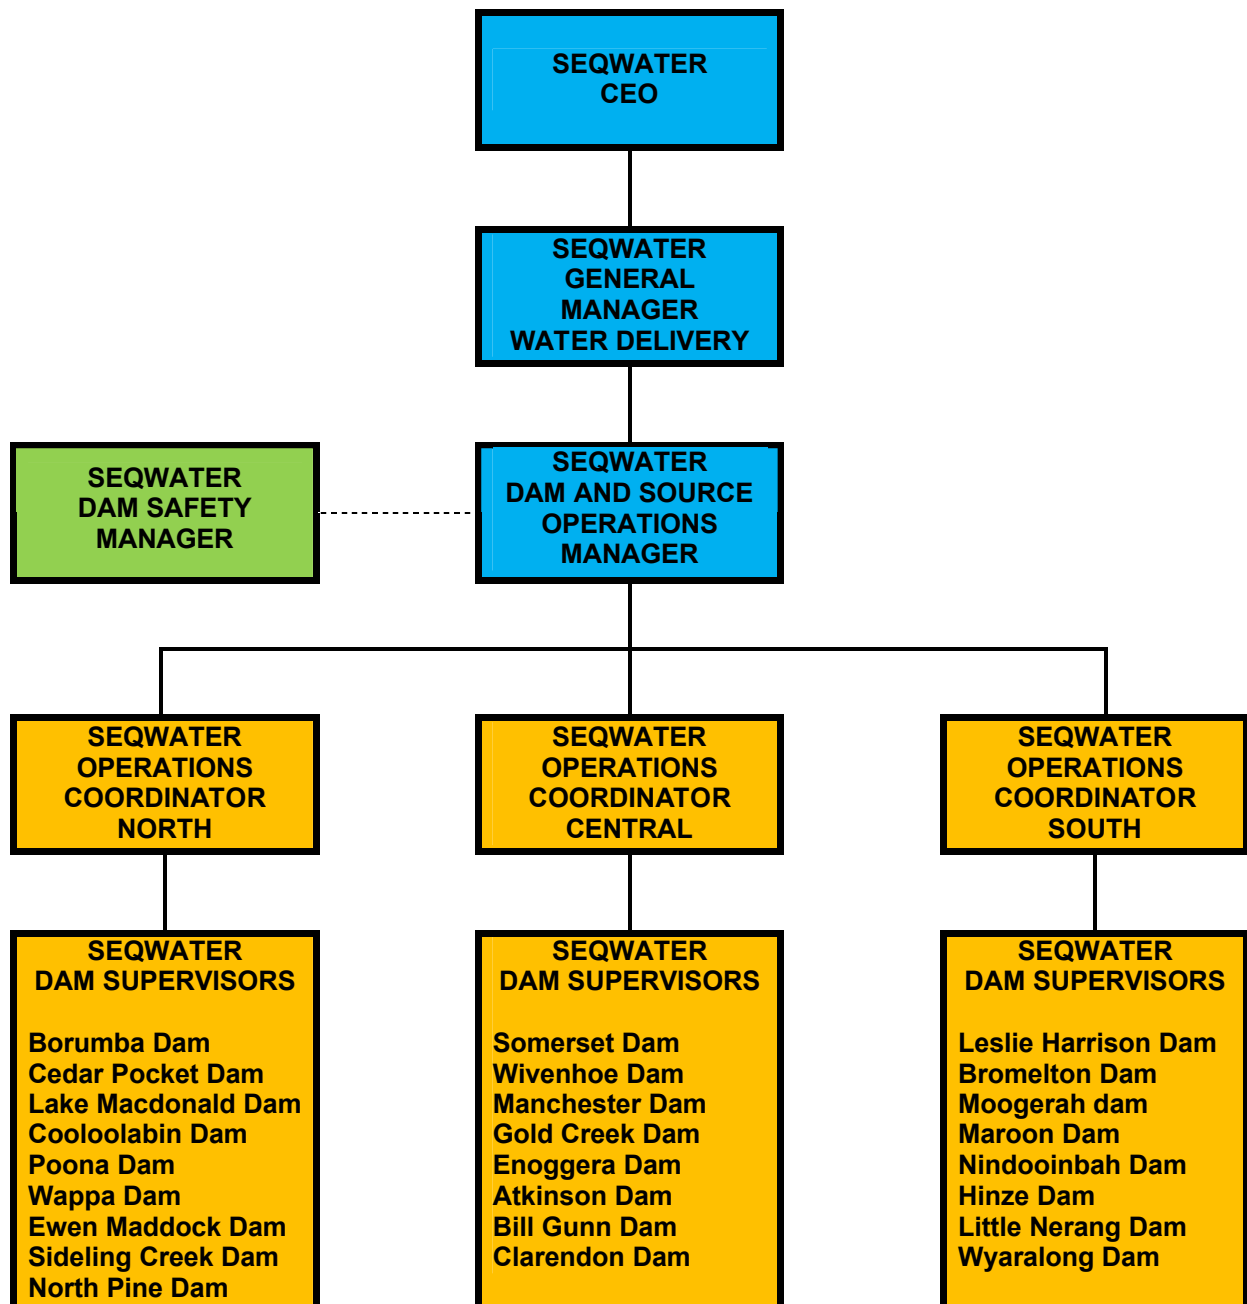 SEQWATER
CEO
SEQWATER
GENERAL
MANAGER
WATER DELIVERY
SEQWATER
DAM SAFETY
MANAGER
SEQWATER
DAM AND SOURCE
OPERATIONS
MANAGER
SEQWATER
OPERATIONS
COORDINATOR
NORTH
SEQWATER
OPERATIONS
COORDINATOR
CENTRAL
SEQWATER
OPERATIONS
COORDINATOR
SOUTH
SEQWATER
DAM SUPERVISORS
Borumba Dam
Cedar Pocket Dam
Lake Macdonald Dam
Cooloolabin Dam
Poona Dam
Wappa Dam
Ewen Maddock Dam
Sideling Creek Dam
North Pine Dam
SEQWATER
DAM SUPERVISORS
Somerset Dam
Wivenhoe Dam
Manchester Dam
Gold Creek Dam
Enoggera Dam
Atkinson Dam
Bill Gunn Dam
Clarendon Dam
SEQWATER
DAM SUPERVISORS
Leslie Harrison Dam
Bromelton Dam
Moogerah dam
Maroon Dam
Nindooinbah Dam
Hinze Dam
Little Nerang Dam
Wyaralong Dam